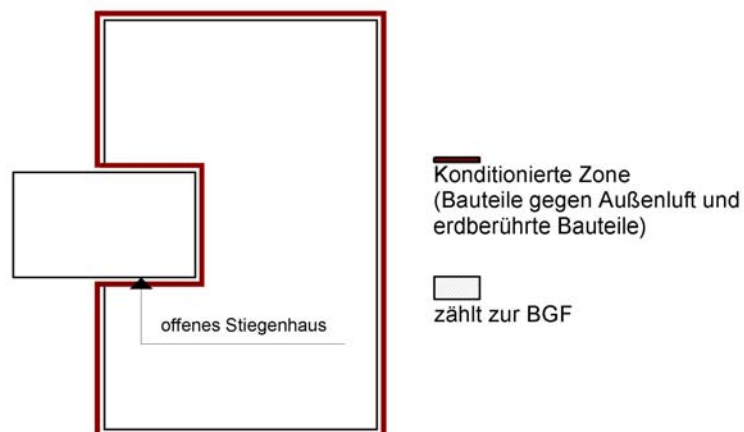 Konditionierte Zone
(Bauteile gegen Außenluft und
erdberührte Bauteile)
zählt zur BGF
offenes Stiegenhaus